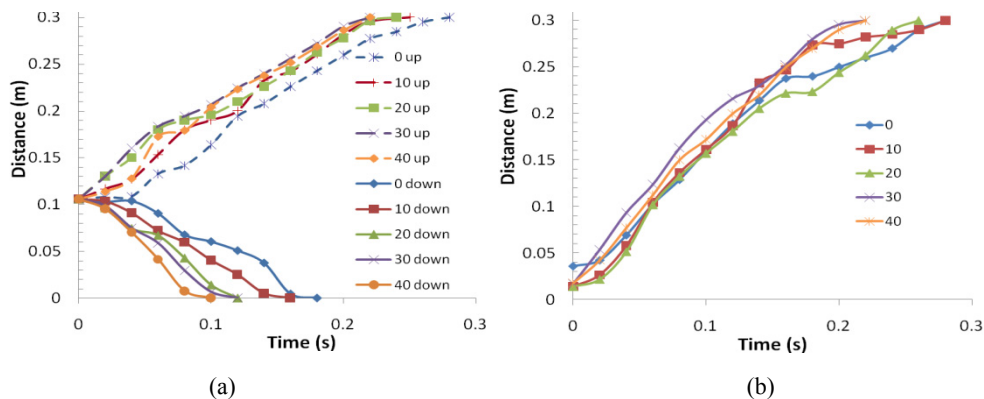 0.3
0.25
0.2
0.15
0.1
0.05
0
Distance (m)
0
0.1
0.2
0.3
Time (s)
0 up
10 up
20 up
30 up
40 up
0 down
10 down
20 down
30 down
40 down
(a)
0.3
0.25
0.2
0.15
0.1
0.05
0
Distance (m)
0
0.1
0.2
0.3
Time (s)
0
10
20
30
40
(b)